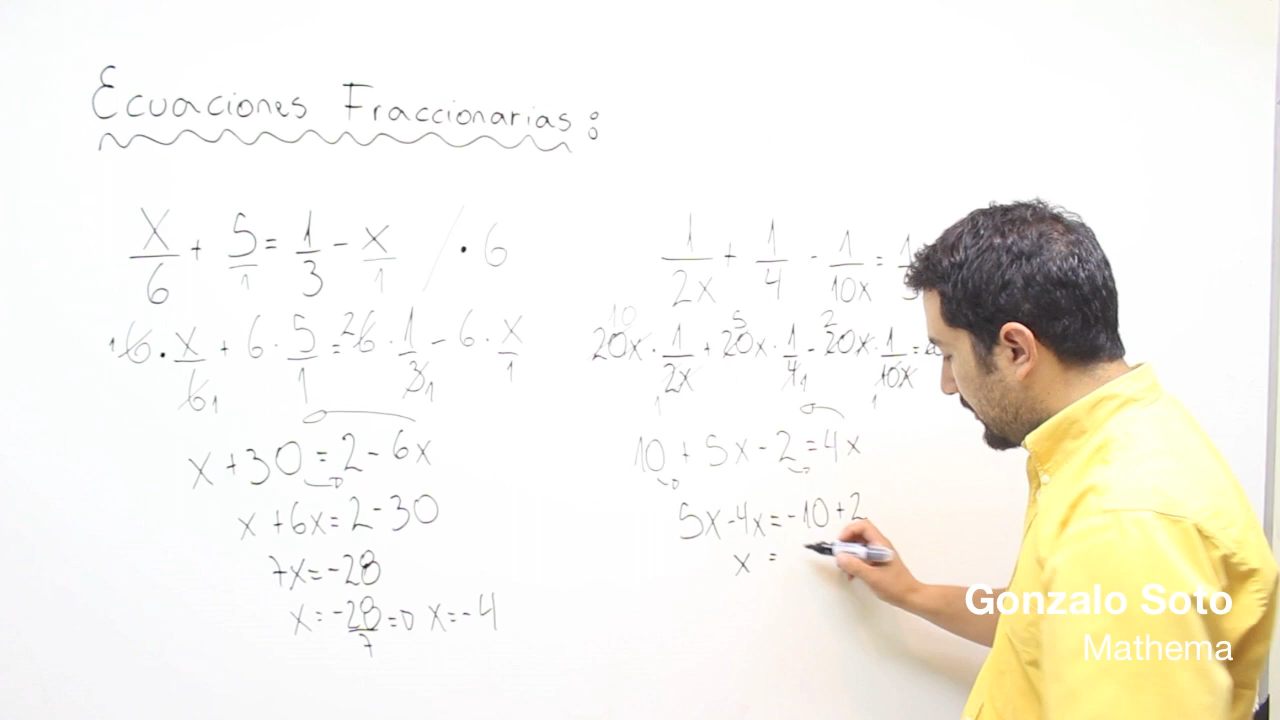 Ecuaciones Fraccionarias:
x/6 + 5/1 = 1/3 - x/1 / · 6
6 · x/6 + 6 · 5/1 = 6 · 1/3 - 6 · x/1
x + 30 = 2 - 6x
x + 6x = 2 - 30
7x = -28
x = -28/7 => x = -4
1/2x + 1/4 - 1/10x =
20x · 1/2x + 20x · 1/4 - 20x · 1/10x =
10 + 5x - 2 = 4x
5x - 4x = -10 + 2
x =
Gonzalo Soto
Mathema